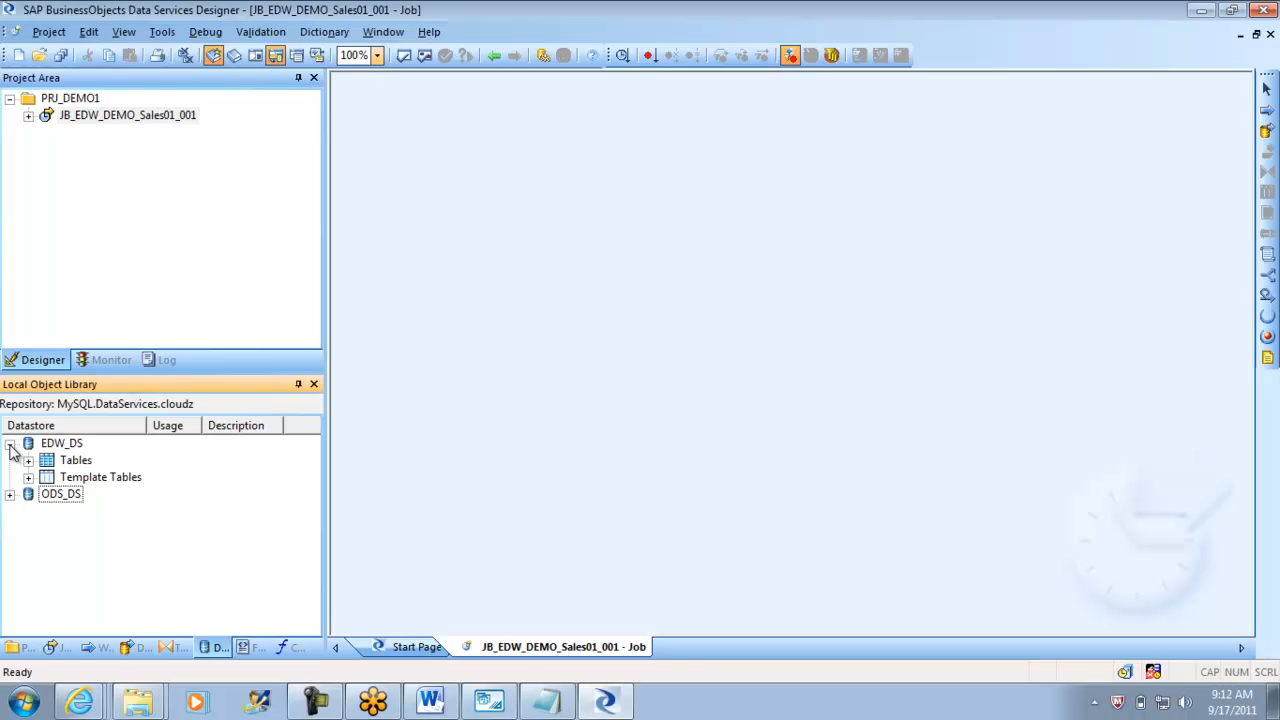 SAP BusinessObjects Data Services Designer - [JB_EDW_DEMO_Sales01_001 - Job]
Project Edit View Tools Debug Validation Dictionary Window Help
100%
Project Area
PRJ_DEMO1
JB_EDW_DEMO_Sales01_001
Designer Monitor Log
Local Object Library
Repository: MySQL.DataServices.cloudz
Datastore Usage Description
EDW_DS
Tables
Template Tables
ODS_DS
P... J... W... D... T... D... F... C... Start Page JB_EDW_DEMO_Sales01_001 - Job
Ready CAP NUM SCRL
9:12 AM
9/17/2011